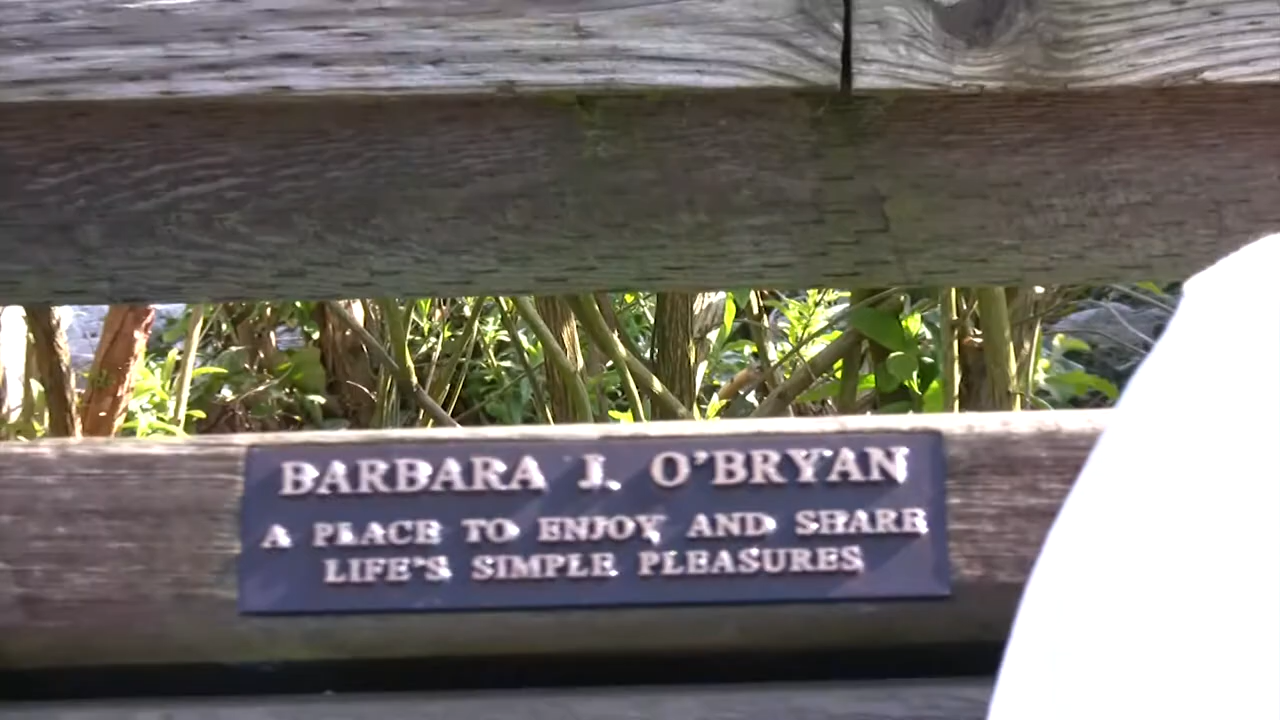 BARBARA J. O'BRYAN
A PLACE TO ENJOY AND SHARE
LIFE'S SIMPLE PLEASURES